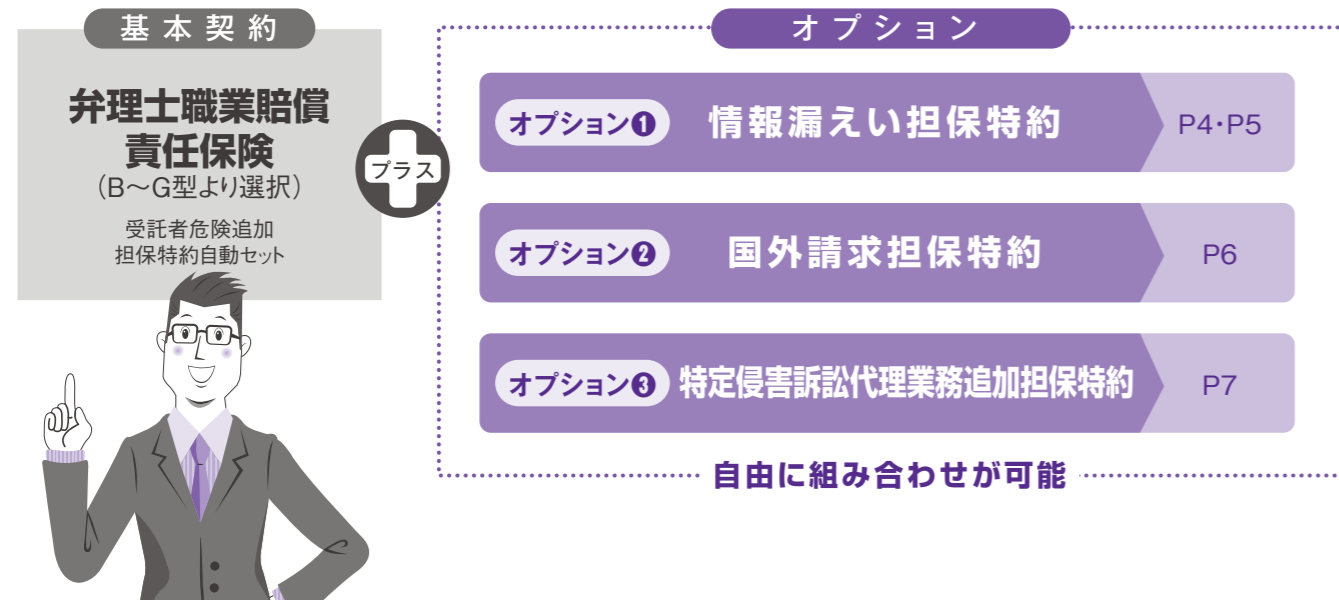 基本契約
弁理士職業賠償
責任保険
（B～G型より選択）
受託者危険追加
担保特約自動セット
プラス
オプション
オプション❶ 情報漏えい担保特約 P4・P5
オプション❷ 国外請求担保特約 P6
オプション❸ 特定侵害訴訟代理業務追加担保特約 P7
自由に組み合わせが可能